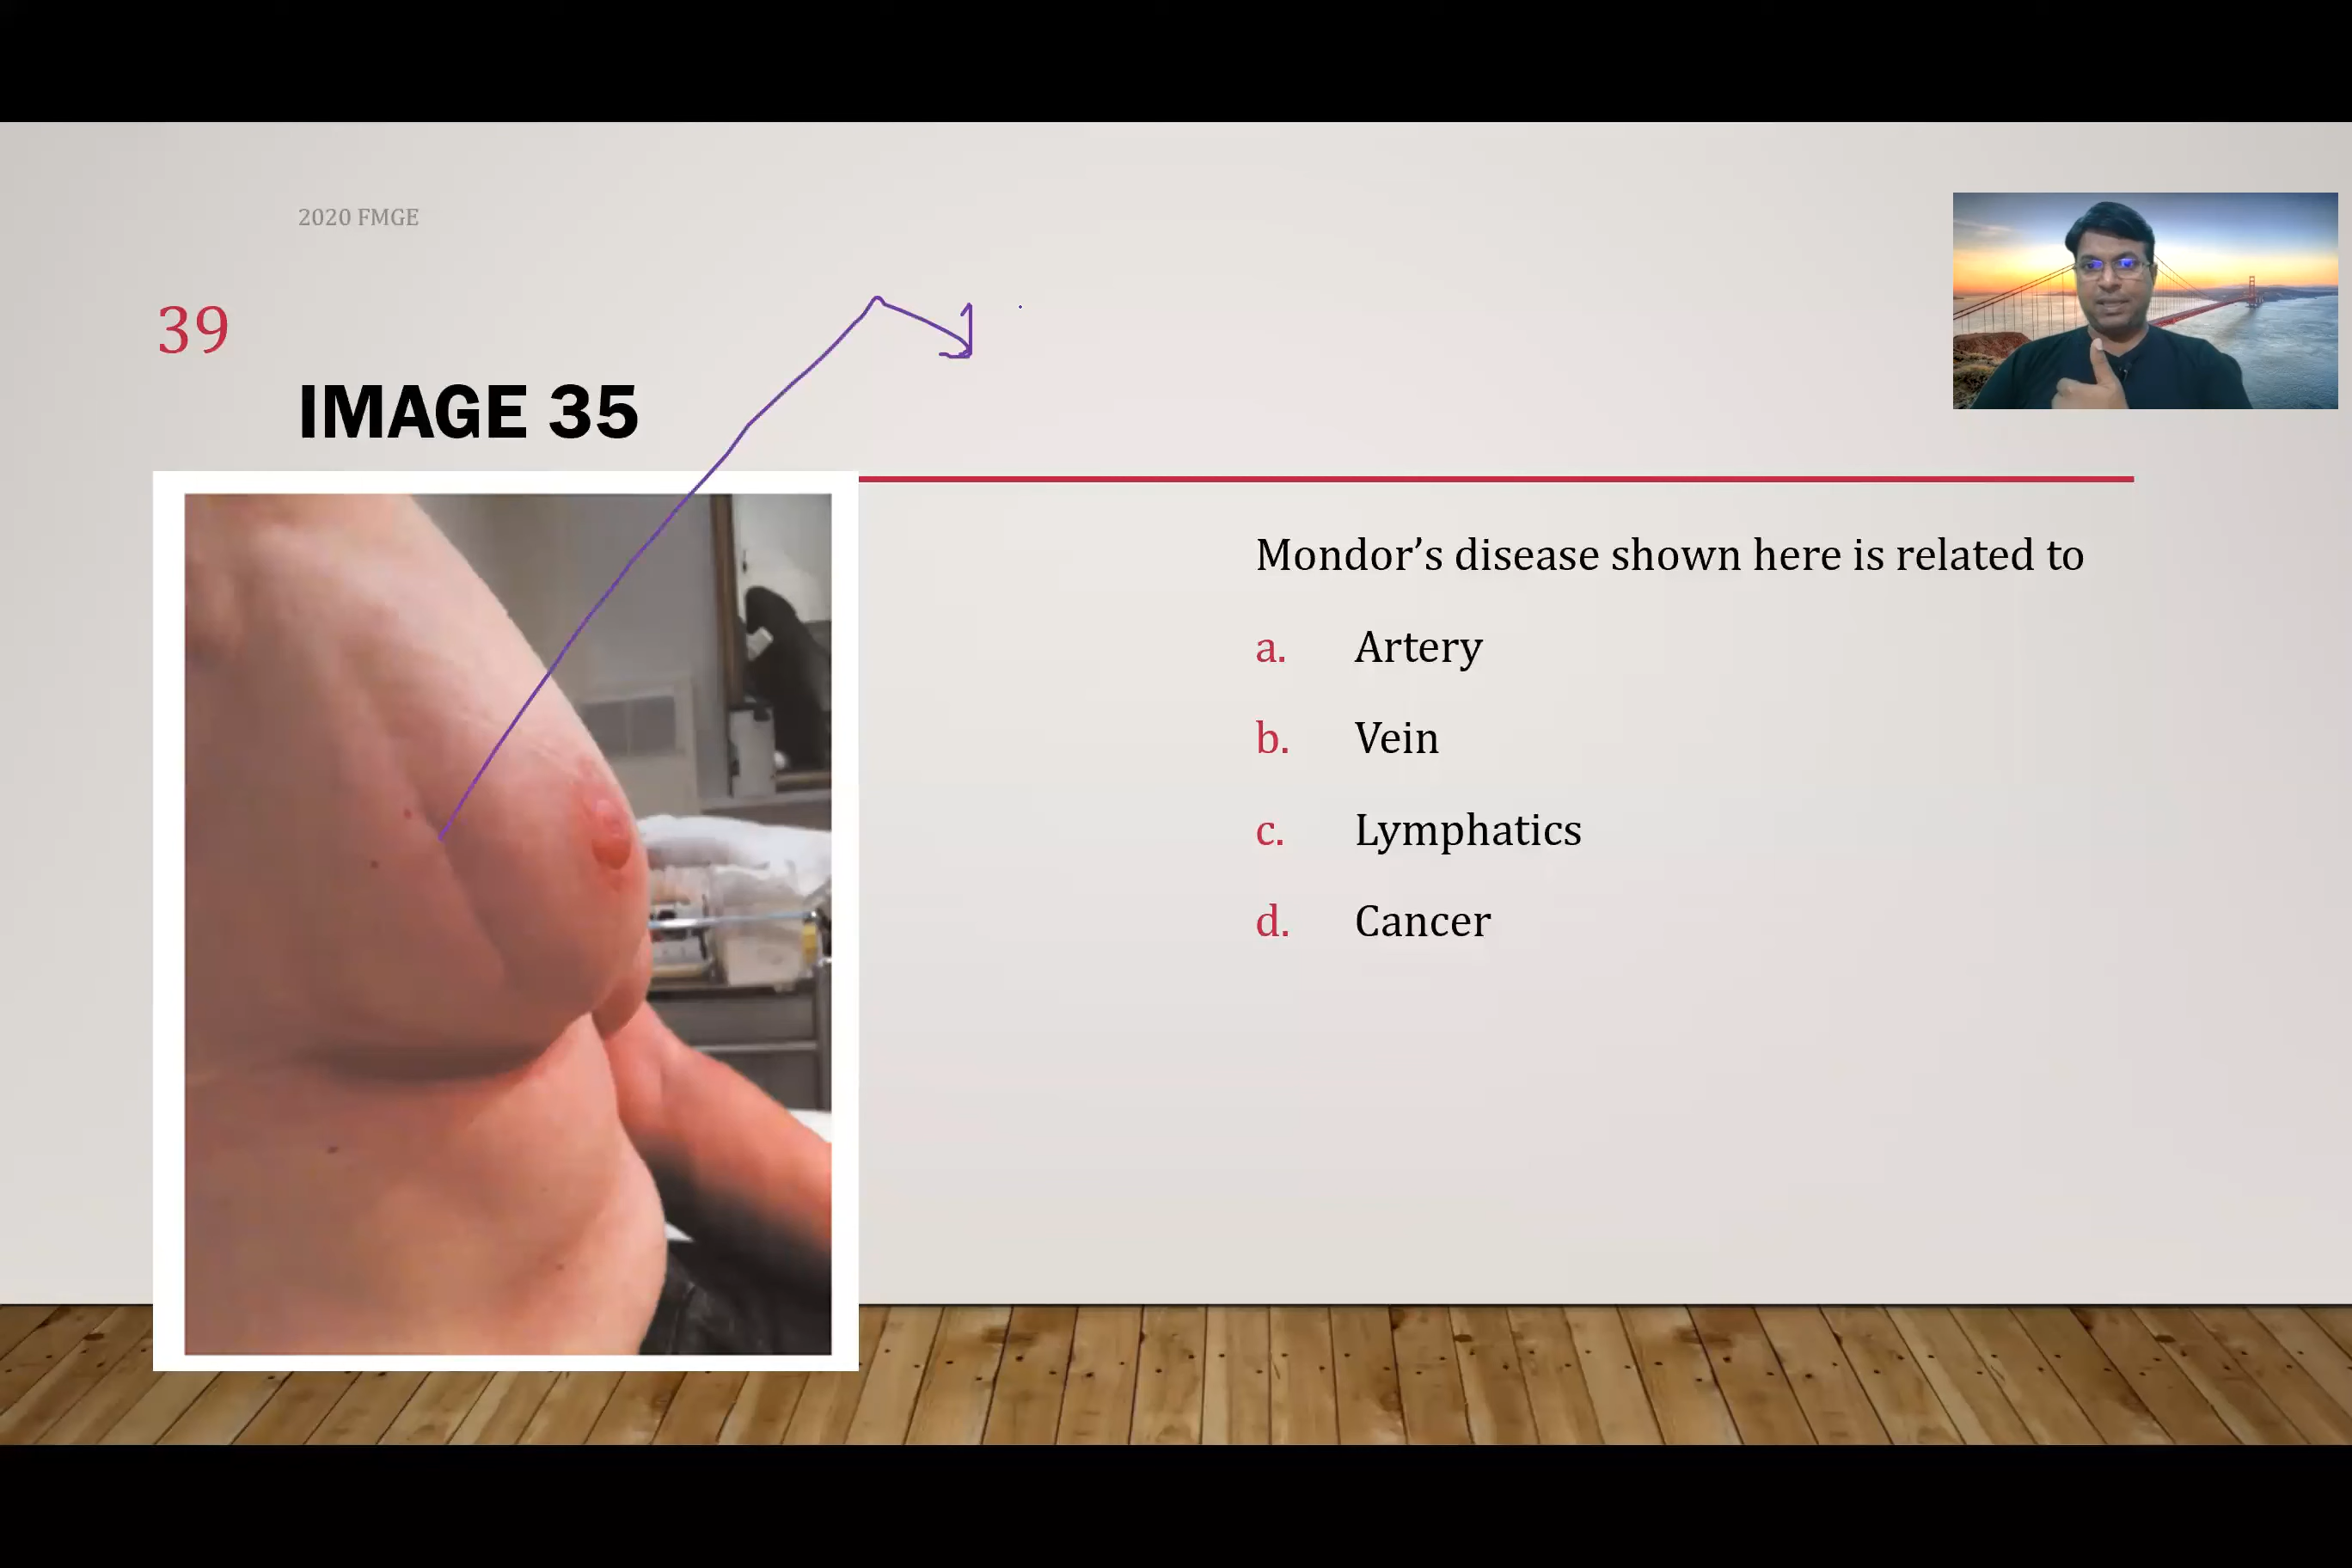 2020 FMGE
39
IMAGE 35
Mondor’s disease shown here is related to
a. Artery
b. Vein
c. Lymphatics
d. Cancer